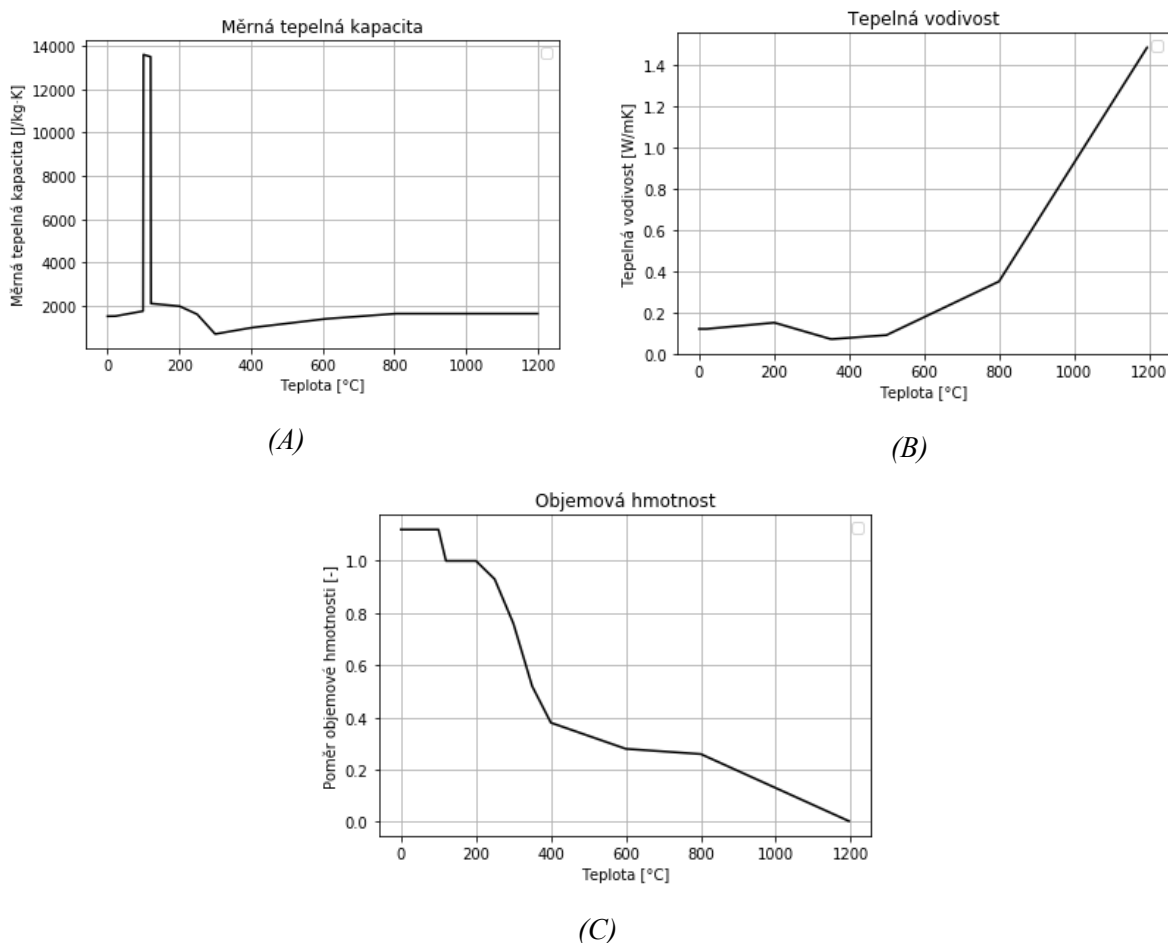 Měrná tepelná kapacita
14000
12000
10000
8000
6000
4000
2000
Měrná tepelná kapacita [J/kg·K]
0 200 400 600 800 1000 1200
Teplota [°C]
(A)
Tepelná vodivost
1.4
1.2
1.0
0.8
0.6
0.4
0.2
0.0
Tepelná vodivost [W/mK]
0 200 400 600 800 1000 1200
Teplota [°C]
(B)
Objemová hmotnost
1.0
0.8
0.6
0.4
0.2
0.0
Poměr objemové hmotnosti [-]
0 200 400 600 800 1000 1200
Teplota [°C]
(C)